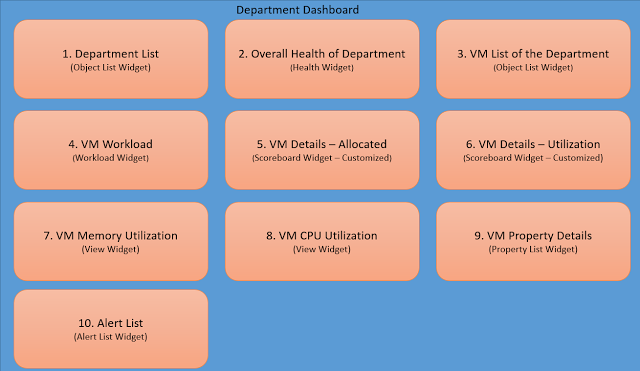 Department Dashboard
1. Department List
(Object List Widget)
2. Overall Health of Department
(Health Widget)
3. VM List of the Department
(Object List Widget)
4. VM Workload
(Workload Widget)
5. VM Details – Allocated
(Scoreboard Widget – Customized)
6. VM Details – Utilization
(Scoreboard Widget – Customized)
7. VM Memory Utilization
(View Widget)
8. VM CPU Utilization
(View Widget)
9. VM Property Details
(Property List Widget)
10. Alert List
(Alert List Widget)